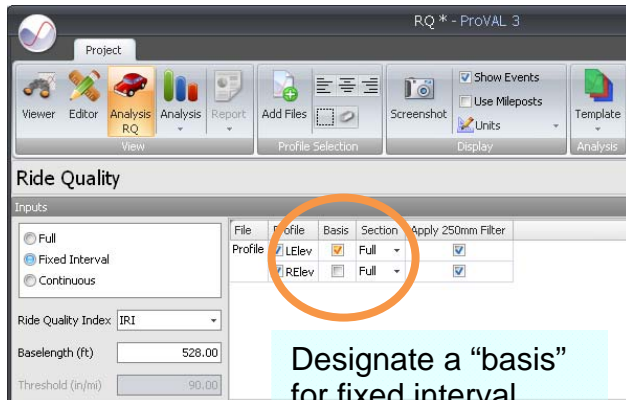 RQ * - ProVAL 3
Project
Viewer Editor Analysis RQ Analysis Report
Add Files
Screenshot
Show Events
Use Mileposts
Units
Template
View Profile Selection Display Analysis
Ride Quality
Inputs
Full
Fixed Interval
Continuous
Ride Quality Index IRI
Baselength (ft) 528.00
Threshold (in/mi) 90.00
File Profile Basis Section Apply 250mm Filter
Profile LElev Full
RElev Full
Designate a “basis”
for fixed interval